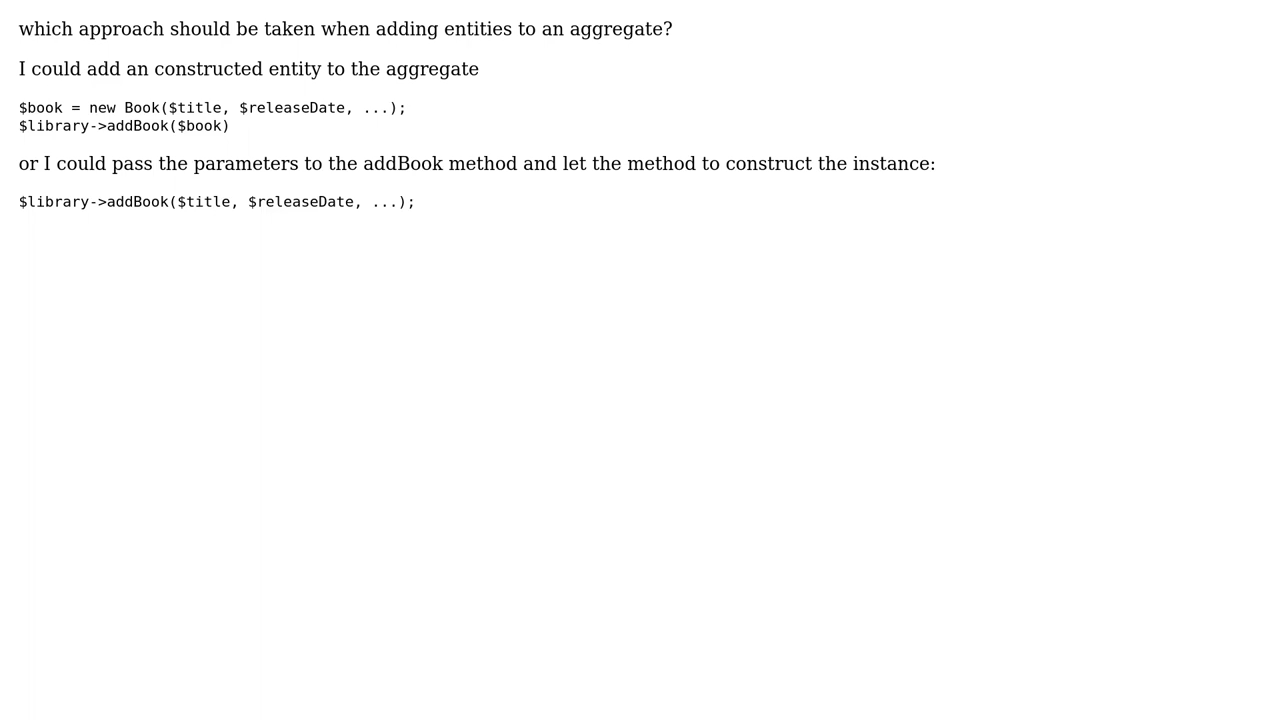 which approach should be taken when adding entities to an aggregate?
I could add an constructed entity to the aggregate
$book = new Book($title, $releaseDate, ...);
$library->addBook($book)
or I could pass the parameters to the addBook method and let the method to construct the instance:
$library->addBook($title, $releaseDate, ...);